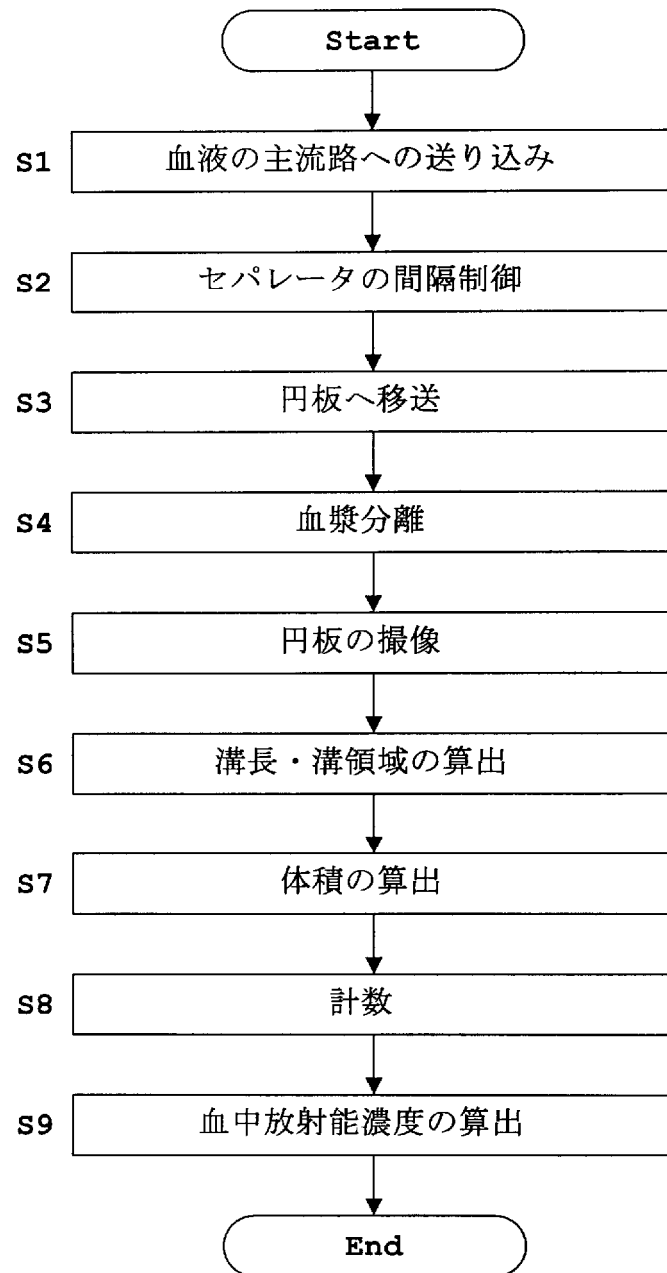 Start
S1 血液の主流路への送り込み
S2 セパレータの間隔制御
S3 円板へ移送
S4 血漿分離
S5 円板の撮像
S6 溝長・溝領域の算出
S7 体積の算出
S8 計数
S9 血中放射能濃度の算出
End